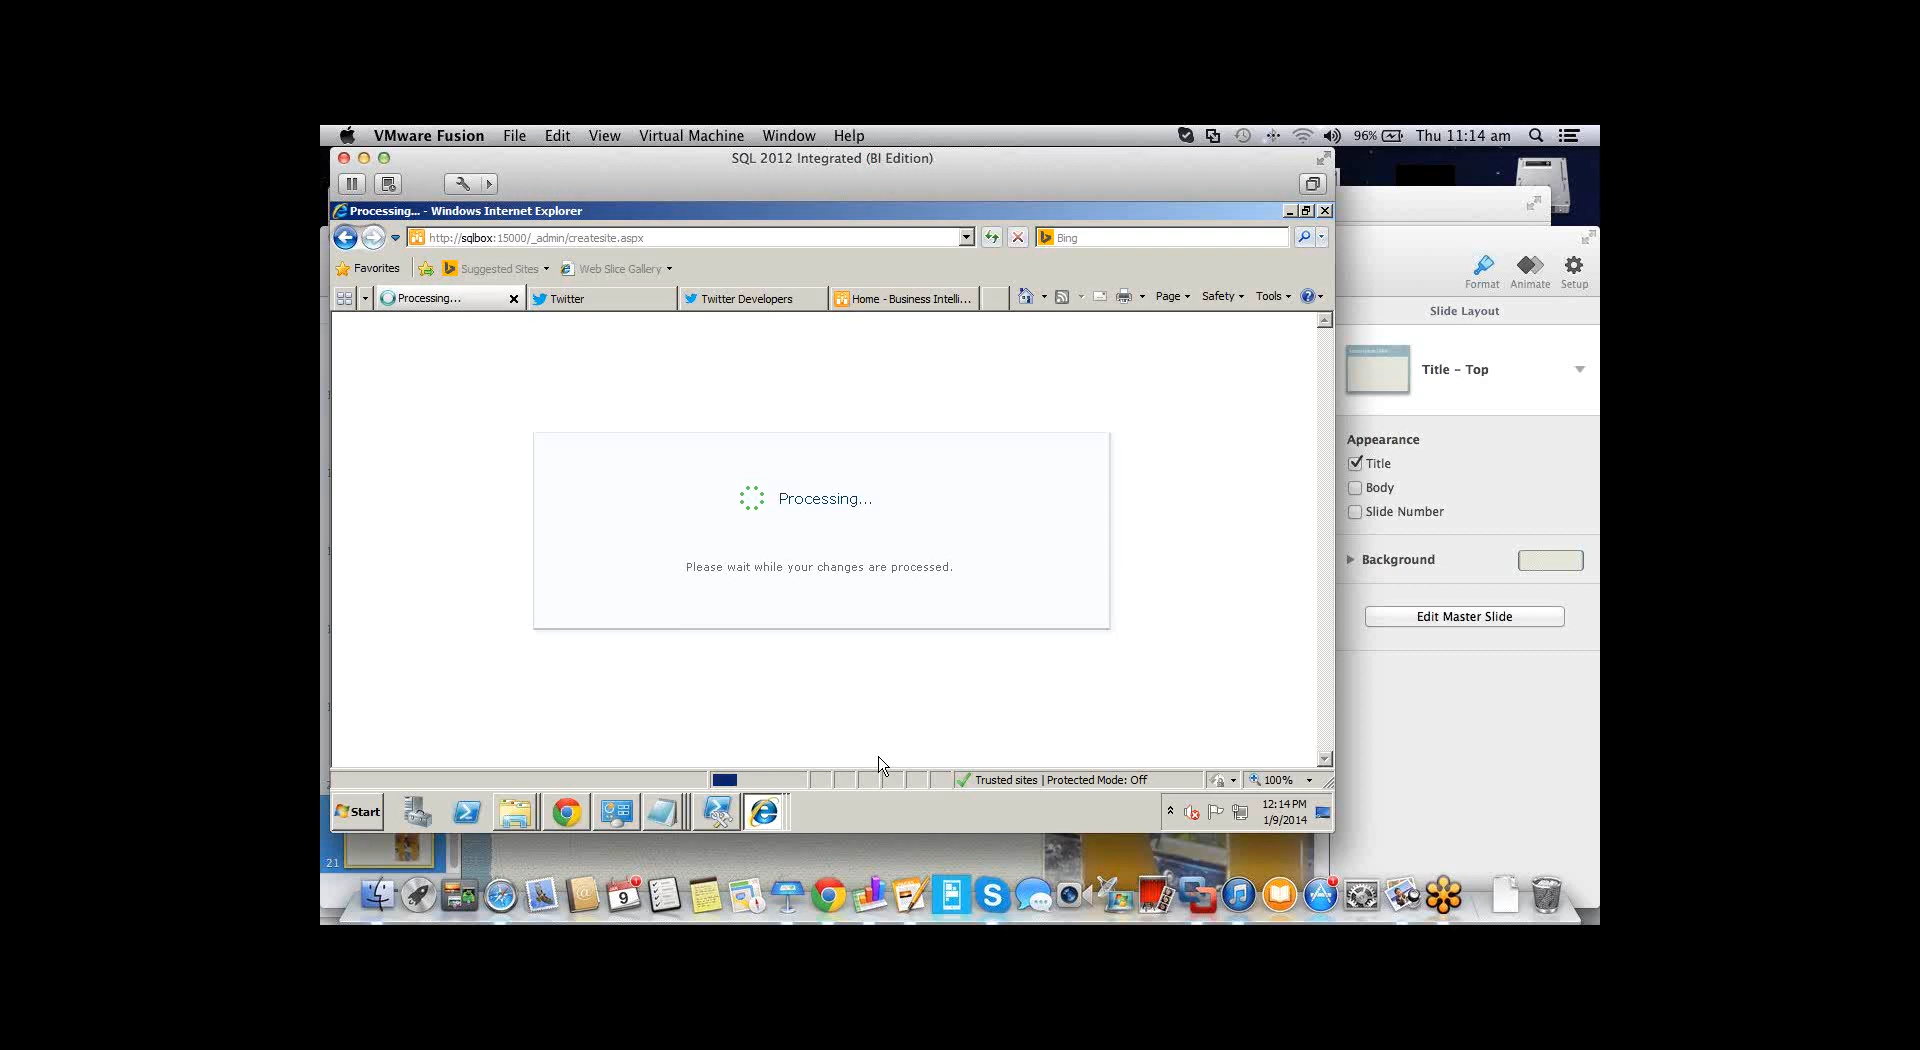 VMware Fusion File Edit View Virtual Machine Window Help 96% Thu 11:14 am
SQL 2012 Integrated (BI Edition)
Processing... - Windows Internet Explorer
http://sqlbox:15000/_admin/createsite.aspx Bing
Favorites Suggested Sites Web Slice Gallery
Processing... Twitter Twitter Developers Home - Business Intelli... Page Safety Tools
Processing...
Please wait while your changes are processed.
Trusted sites | Protected Mode: Off 100%
Start 12:14 PM
1/9/2014
Format Animate Setup
Slide Layout
Title - Top
Appearance
Title
Body
Slide Number
Background
Edit Master Slide
21
9